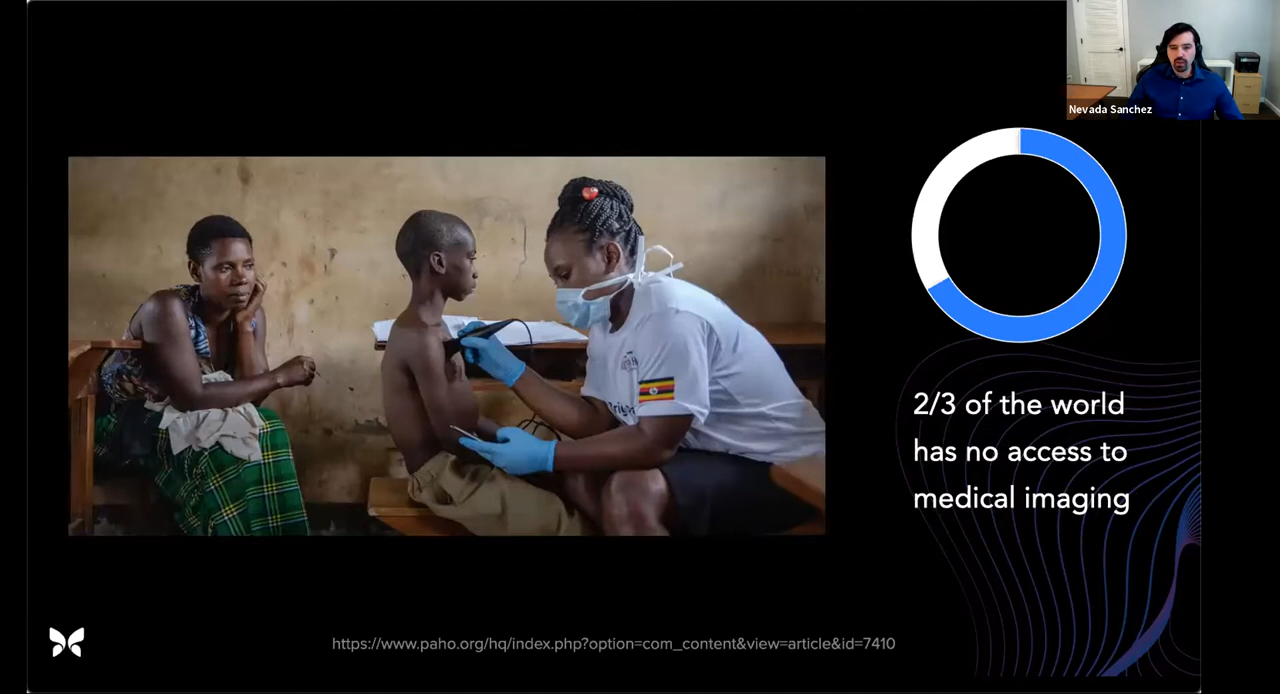 Nevada Sanchez
2/3 of the world
has no access to
medical imaging
https://www.paho.org/hq/index.php?option=com_content&view=article&id=7410